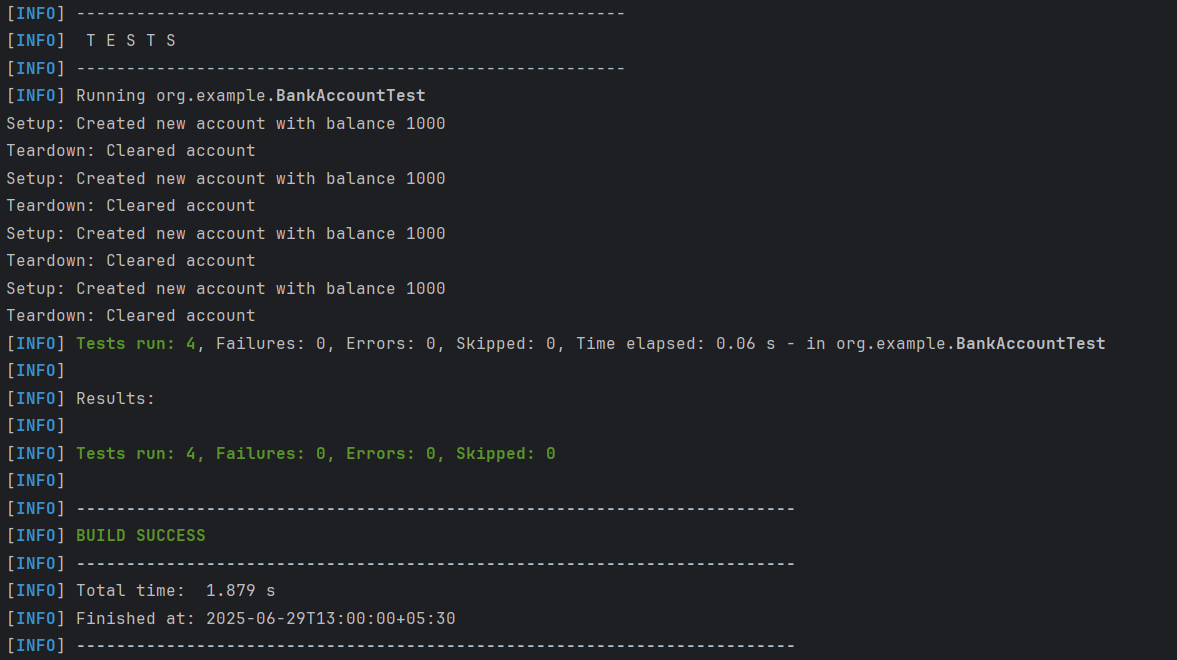 [INFO] -------------------------------------------------------
[INFO]  T E S T S
[INFO] -------------------------------------------------------
[INFO] Running org.example.BankAccountTest
Setup: Created new account with balance 1000
Teardown: Cleared account
Setup: Created new account with balance 1000
Teardown: Cleared account
Setup: Created new account with balance 1000
Teardown: Cleared account
Setup: Created new account with balance 1000
Teardown: Cleared account
[INFO] Tests run: 4, Failures: 0, Errors: 0, Skipped: 0, Time elapsed: 0.06 s - in org.example.BankAccountTest
[INFO]
[INFO] Results:
[INFO]
[INFO] Tests run: 4, Failures: 0, Errors: 0, Skipped: 0
[INFO]
[INFO] ------------------------------------------------------------------------
[INFO] BUILD SUCCESS
[INFO] ------------------------------------------------------------------------
[INFO] Total time:  1.879 s
[INFO] Finished at: 2025-06-29T13:00:00+05:30
[INFO] ------------------------------------------------------------------------